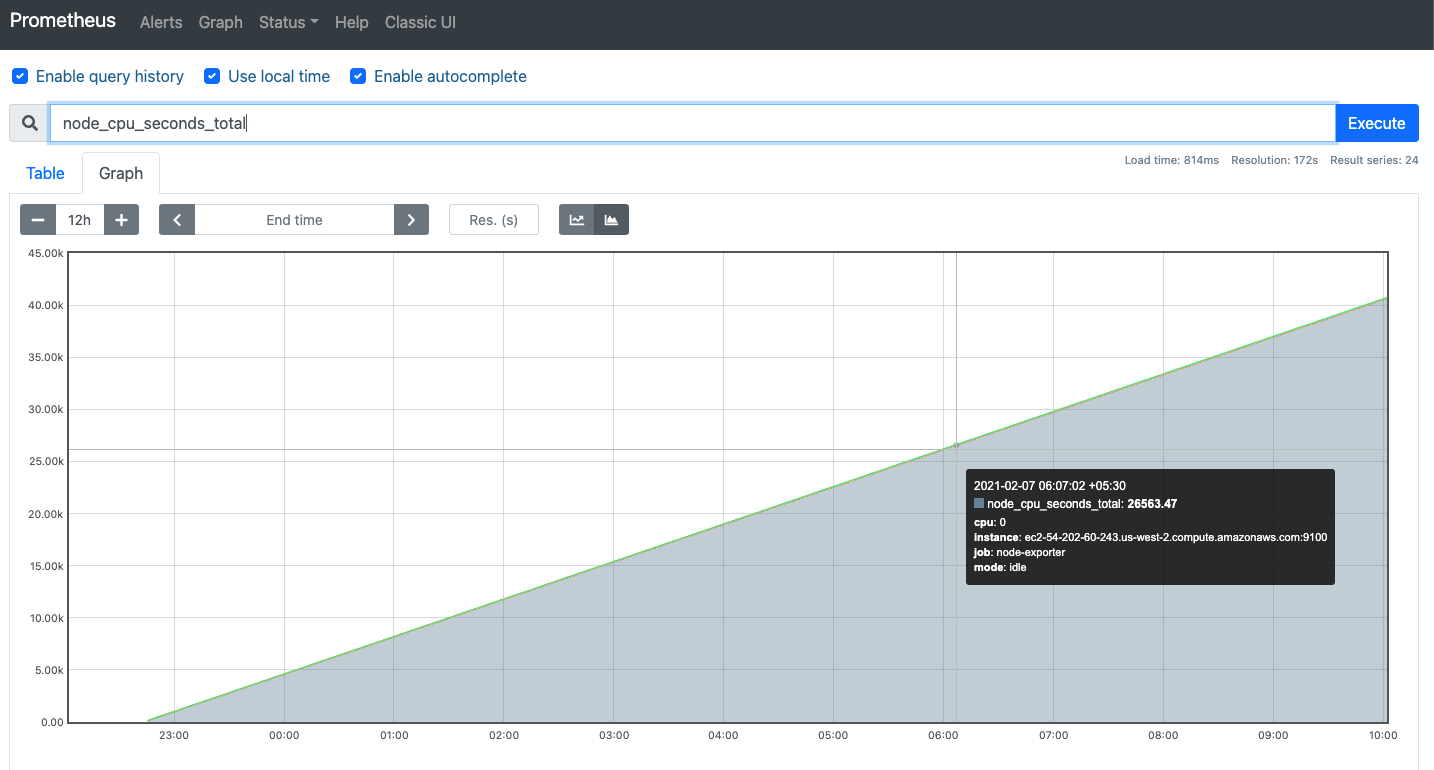 Prometheus Alerts Graph Status Help Classic UI
Enable query history Use local time Enable autocomplete
node_cpu_seconds_total Execute
Table Graph Load time: 814ms Resolution: 172s Result series: 24
12h End time Res. (s)
45.00k
40.00k
35.00k
30.00k
25.00k
20.00k
15.00k
10.00k
5.00k
0.00
2021-02-07 06:07:02 +05:30
node_cpu_seconds_total: 26563.47
cpu: 0
instance: ec2-54-202-60-243.us-west-2.compute.amazonaws.com:9100
job: node-exporter
mode: idle
23:00 00:00 01:00 02:00 03:00 04:00 05:00 06:00 07:00 08:00 09:00 10:00